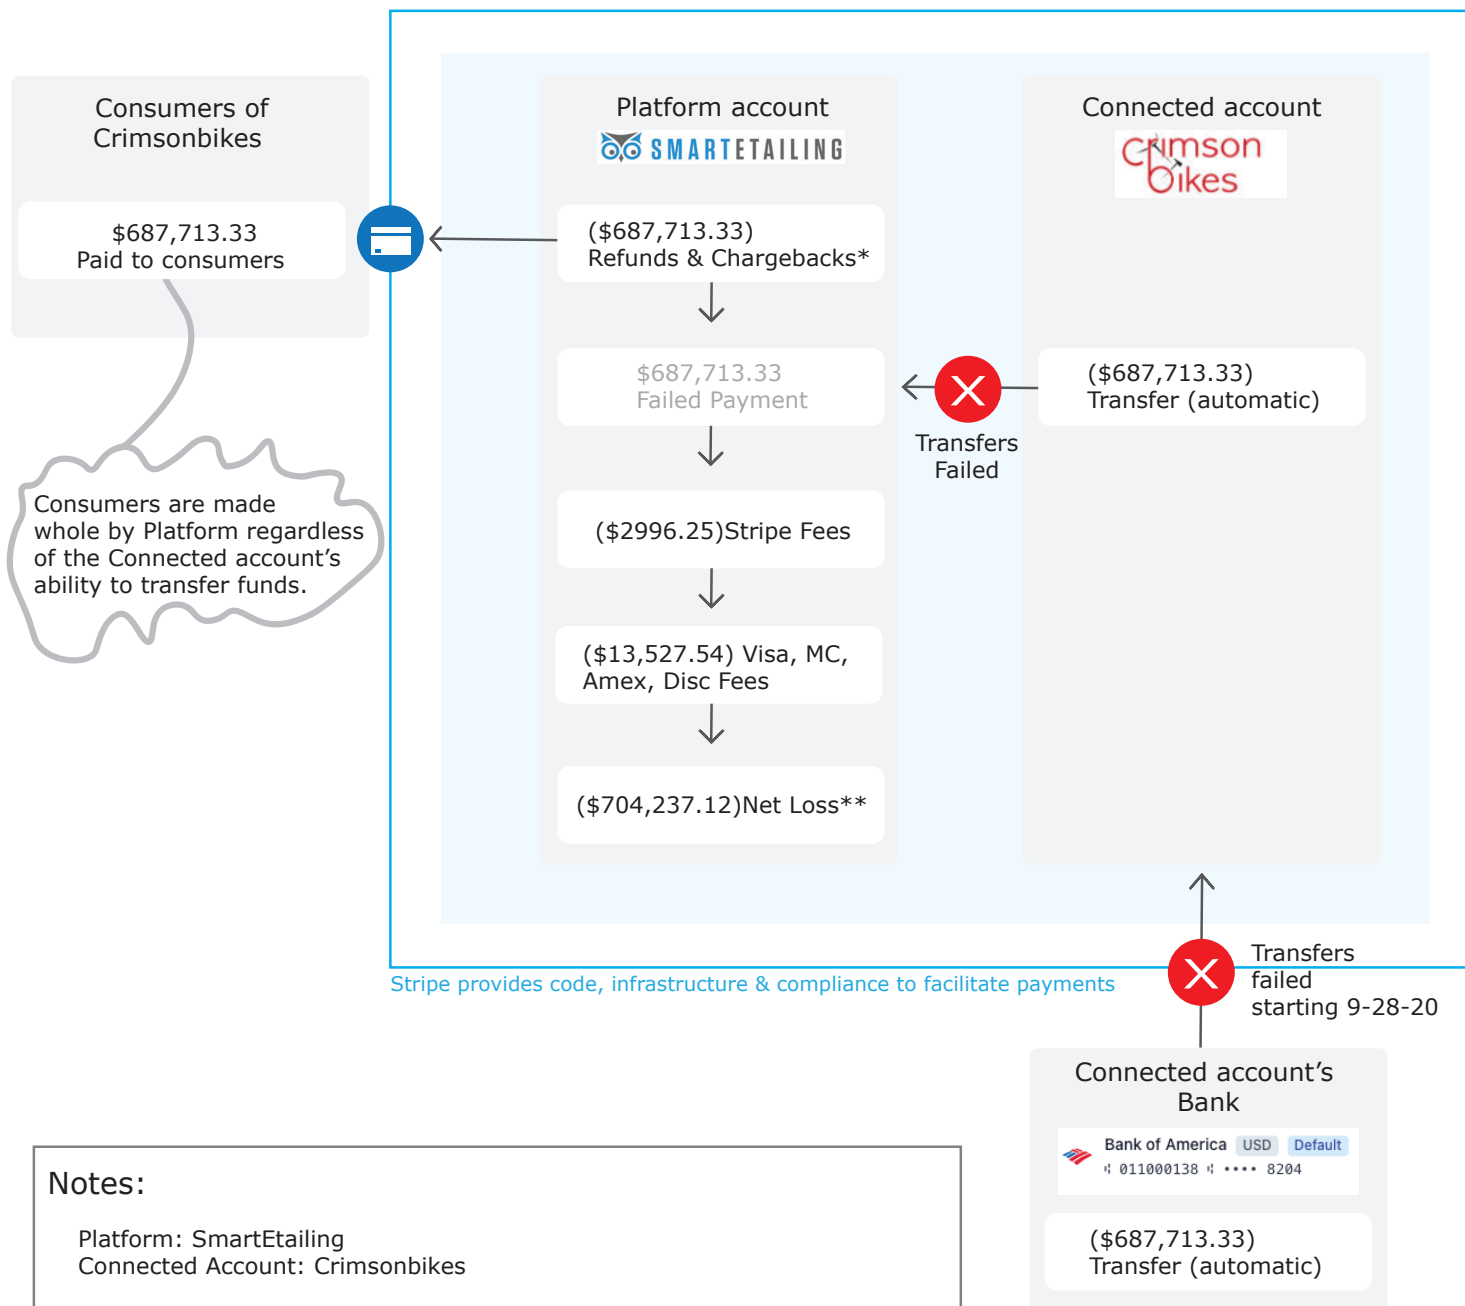 Consumers of
Crimsonbikes
$687,713.33
Paid to consumers
Consumers are made
whole by Platform regardless
of the Connected account’s
ability to transfer funds.
Platform account
SMARTETAILING
($687,713.33)
Refunds & Chargebacks*
$687,713.33
Failed Payment
($2996.25)Stripe Fees
($13,527.54) Visa, MC,
Amex, Disc Fees
($704,237.12)Net Loss**
Transfers
Failed
Connected account
crimson
bikes
($687,713.33)
Transfer (automatic)
Stripe provides code, infrastructure & compliance to facilitate payments
Transfers
failed
starting 9-28-20
Connected account’s
Bank
Bank of America USD Default
⑆ 011000138 ⑆ •••• 8204
($687,713.33)
Transfer (automatic)
Notes:
Platform: SmartEtailing
Connected Account: Crimsonbikes